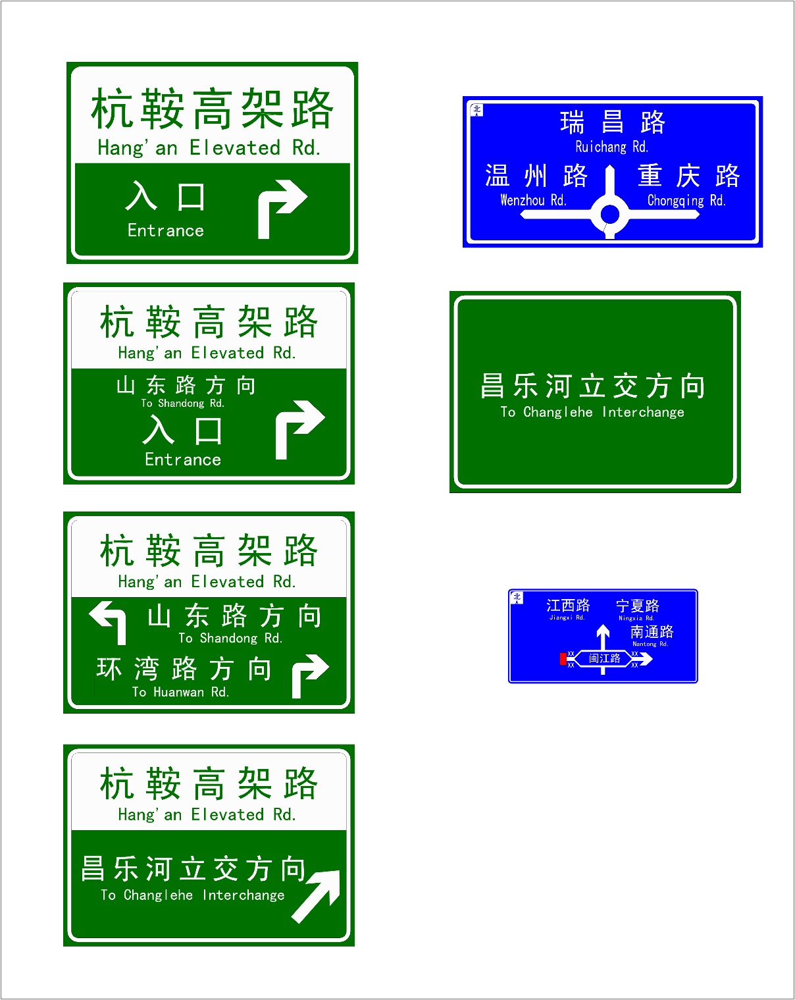 杭鞍高架路
Hang'an Elevated Rd.
入口
Entrance
杭鞍高架路
Hang'an Elevated Rd.
山东路方向
To Shandong Rd.
入口
Entrance
杭鞍高架路
Hang'an Elevated Rd.
山东路方向
To Shandong Rd.
环湾路方向
To Huanwan Rd.
杭鞍高架路
Hang'an Elevated Rd.
昌乐河立交方向
To Changlehe Interchange
北
瑞昌路
Ruichang Rd.
温州路 重庆路
Wenzhou Rd. Chongqing Rd.
昌乐河立交方向
To Changlehe Interchange
北
江西路 宁夏路
Jiangxi Rd. Ningxia Rd.
南通路
Nantong Rd.
XX XX
闽江路
XX XX